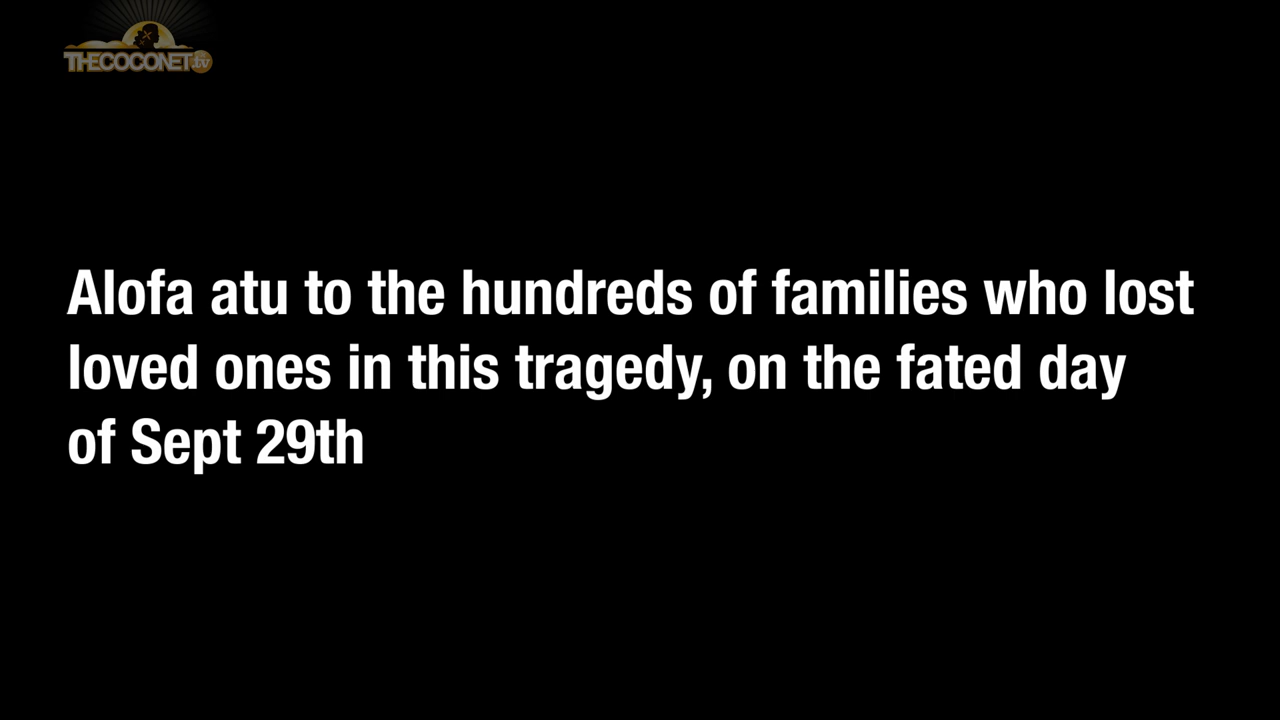 THECOCONET.tv
Alofa atu to the hundreds of families who lost
loved ones in this tragedy, on the fated day
of Sept 29th